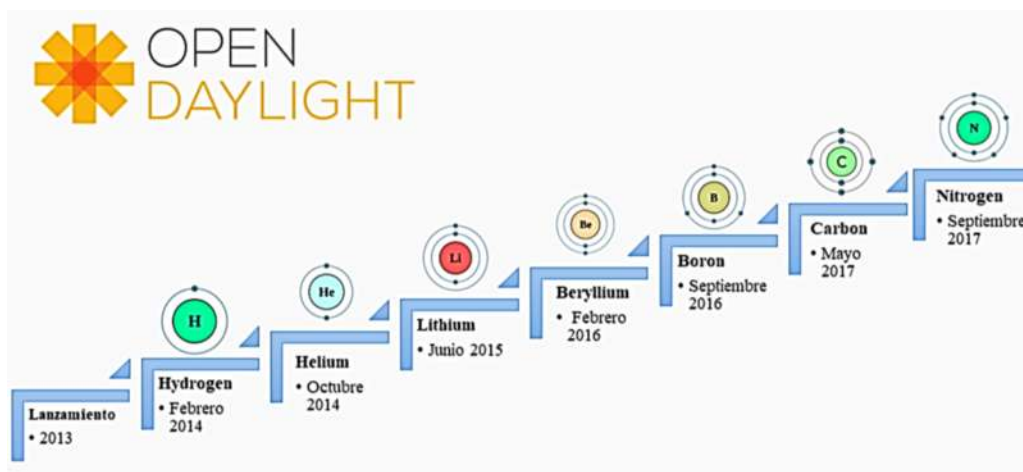 OPEN
DAYLIGHT
Lanzamiento
• 2013
H
Hydrogen
• Febrero
2014
He
Helium
• Octubre
2014
Li
Lithium
• Junio 2015
Be
Beryllium
• Febrero
2016
B
Boron
• Septiembre
2016
C
Carbon
• Mayo
2017
N
Nitrogen
• Septiembre
2017